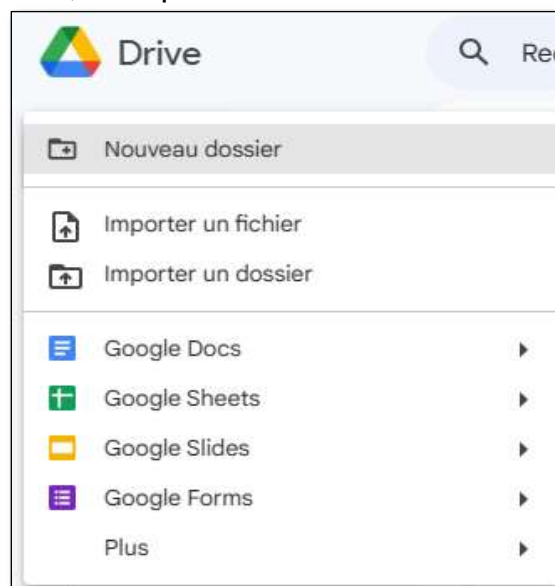 Drive
Nouveau dossier
Importer un fichier
Importer un dossier
Google Docs
Google Sheets
Google Slides
Google Forms
Plus